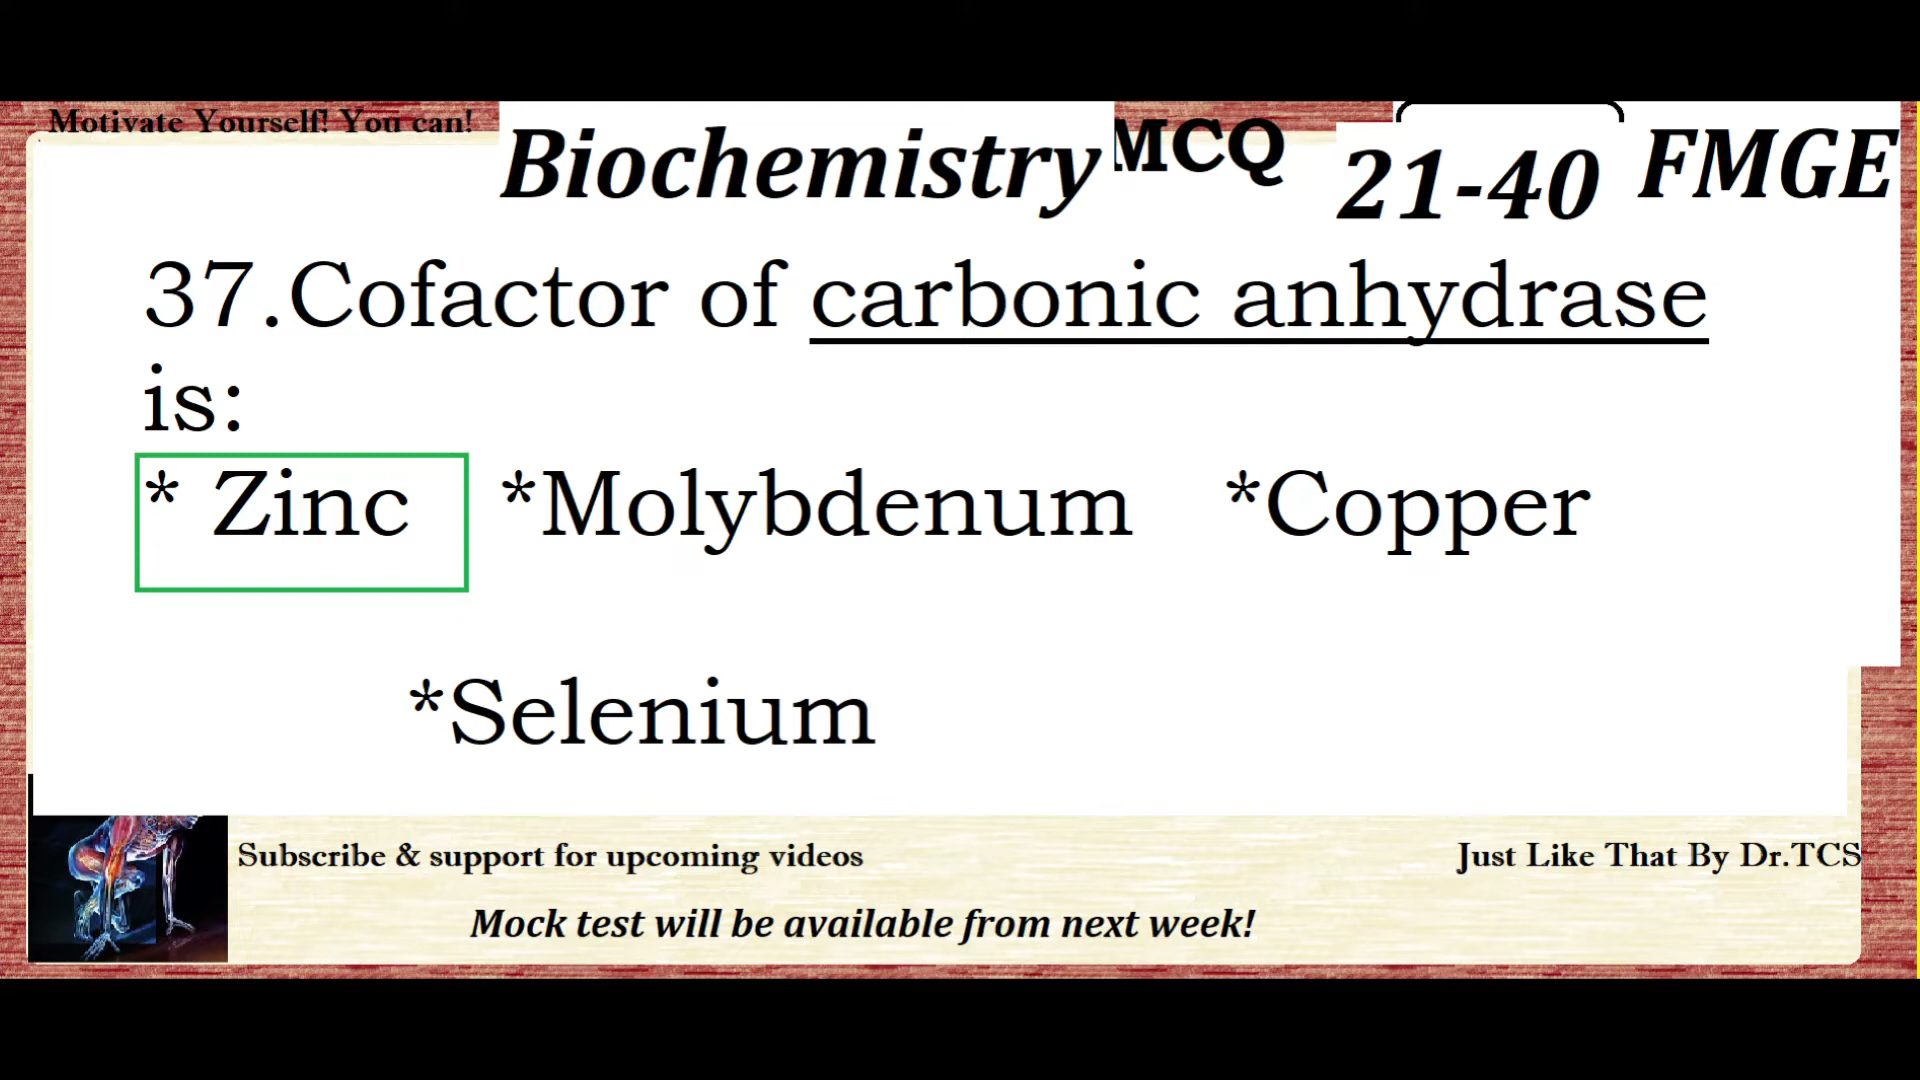 Motivate Yourself! You can!
Biochemistry MCQ 21-40 FMGE
37.Cofactor of carbonic anhydrase
is:
* Zinc *Molybdenum *Copper
*Selenium
Subscribe & support for upcoming videos Just Like That By Dr.TCS
Mock test will be available from next week!